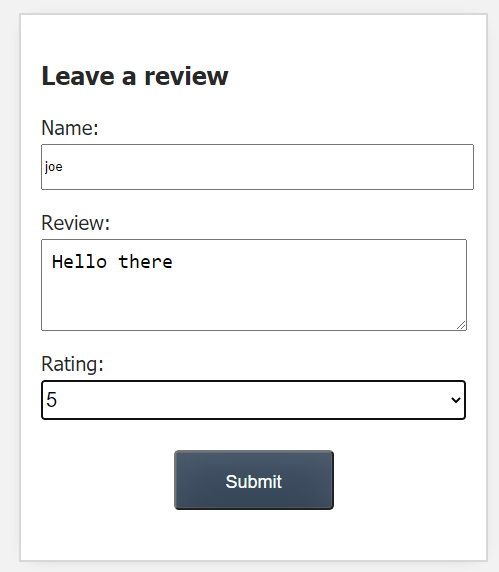 Leave a review
Name:
joe
Review:
Hello there
Rating:
5
Submit